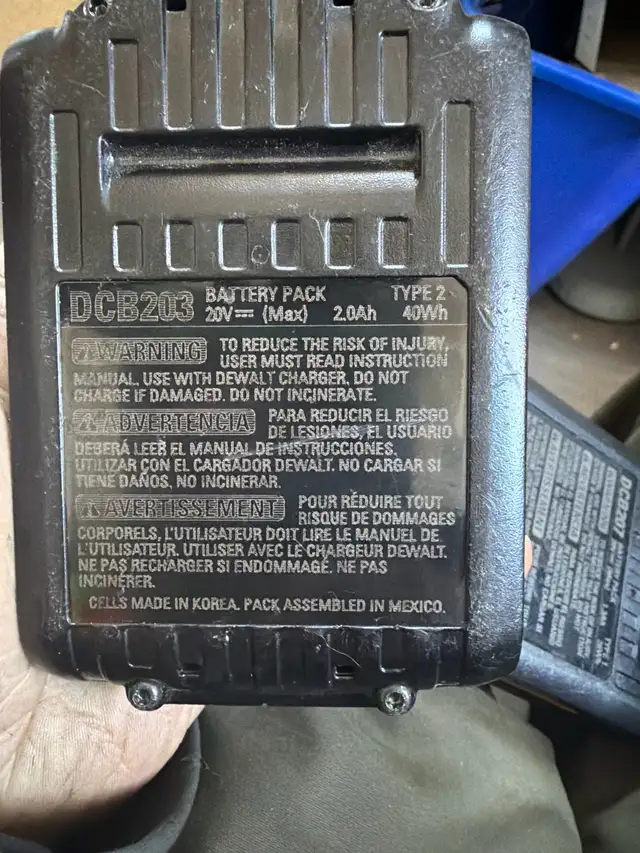 DCB203 BATTERY PACK TYPE 2
20V⎓ (Max) 2.0Ah 40Wh
⚠WARNING TO REDUCE THE RISK OF INJURY,
USER MUST READ INSTRUCTION
MANUAL. USE WITH DEWALT CHARGER. DO NOT
CHARGE IF DAMAGED. DO NOT INCINERATE.
⚠ADVERTENCIA PARA REDUCIR EL RIESGO
DE LESIONES, EL USUARIO
DEBERÁ LEER EL MANUAL DE INSTRUCCIONES.
UTILIZAR CON EL CARGADOR DEWALT. NO CARGAR SI
TIENE DAÑOS, NO INCINERAR.
⚠AVERTISSEMENT POUR RÉDUIRE TOUT
RISQUE DE DOMMAGES
CORPORELS, L'UTILISATEUR DOIT LIRE LE MANUEL DE
L'UTILISATEUR. UTILISER AVEC LE CHARGEUR DEWALT.
NE PAS RECHARGER SI ENDOMMAGÉ. NE PAS
INCINÉRER.
CELLS MADE IN KOREA. PACK ASSEMBLED IN MEXICO.